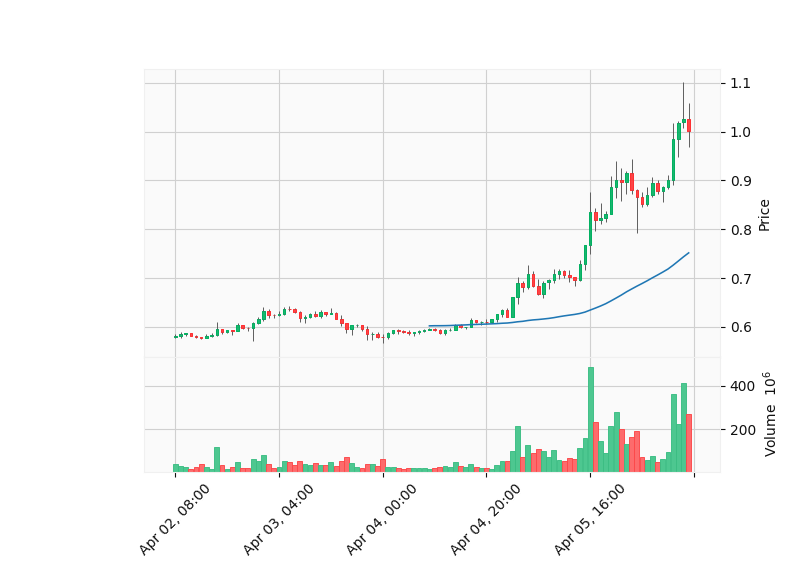 1.1
1.0
0.9
0.8
0.7
0.6
Price
400
200
Volume 10^6
Apr 02, 08:00
Apr 03, 04:00
Apr 04, 00:00
Apr 04, 20:00
Apr 05, 16:00